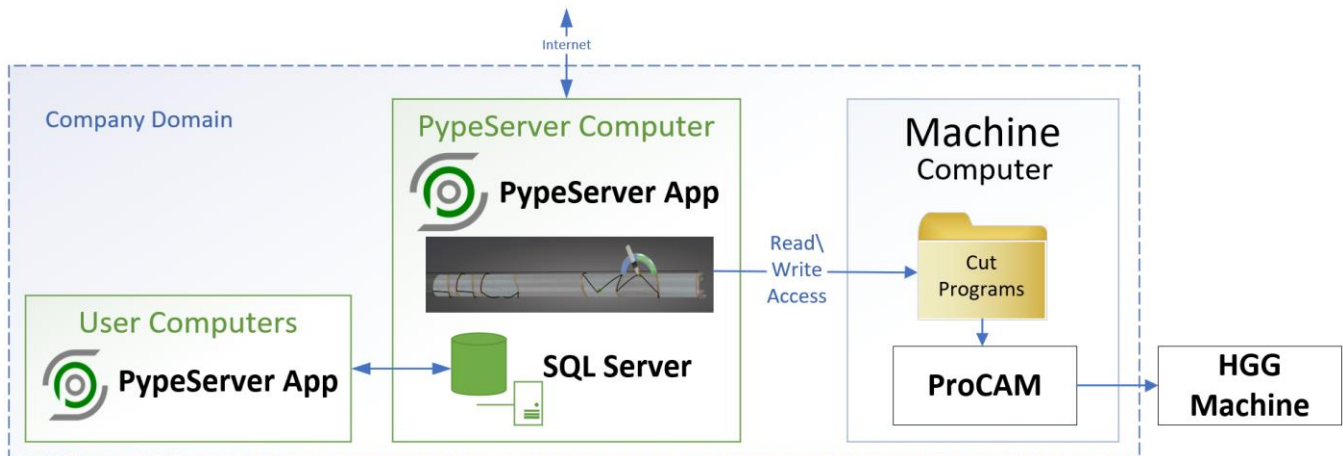 Internet
Company Domain
PypeServer Computer
PypeServer App
SQL Server
User Computers
PypeServer App
Read\
Write
Access
Machine
Computer
Cut
Programs
ProCAM
HGG
Machine